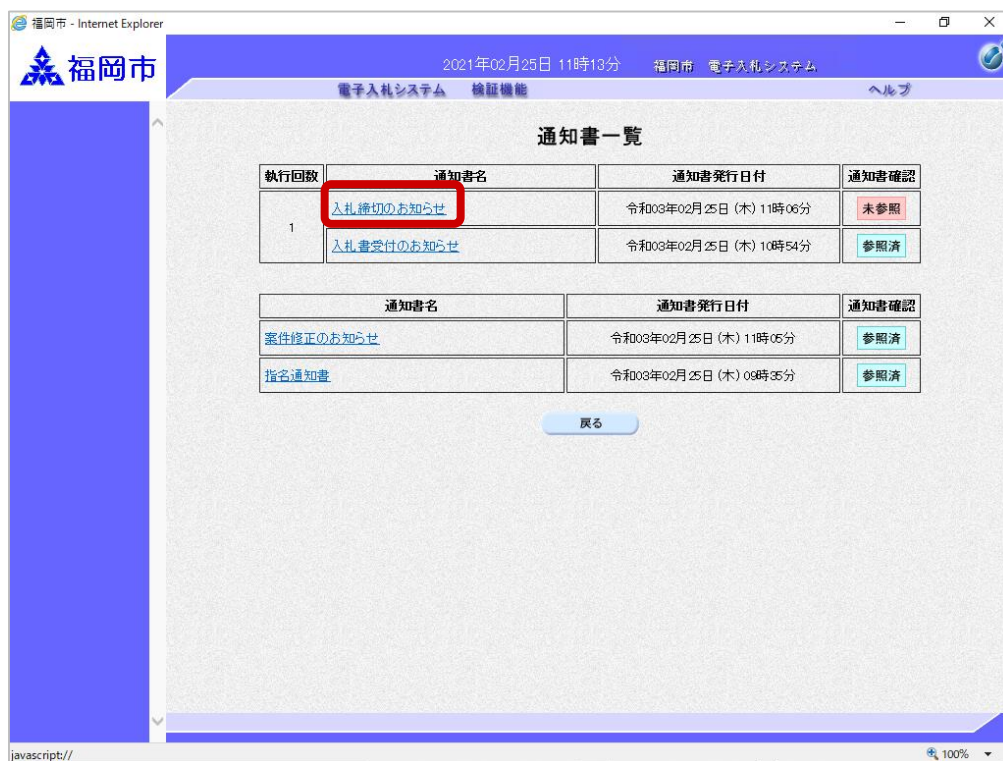 福岡市 - Internet Explorer
福岡市
2021年02月25日 11時13分 福岡市 電子入札システム
電子入札システム 検証機能 ヘルプ
通知書一覧
執行回数 通知書名 通知書発行日付 通知書確認
1
入札締切のお知らせ 令和03年02月25日(木)11時06分 未参照
入札書受付のお知らせ 令和03年02月25日(木)10時54分 参照済
通知書名 通知書発行日付 通知書確認
案件修正のお知らせ 令和03年02月25日(木)11時05分 参照済
指名通知書 令和03年02月25日(木)09時35分 参照済
戻る
javascript:// 100%